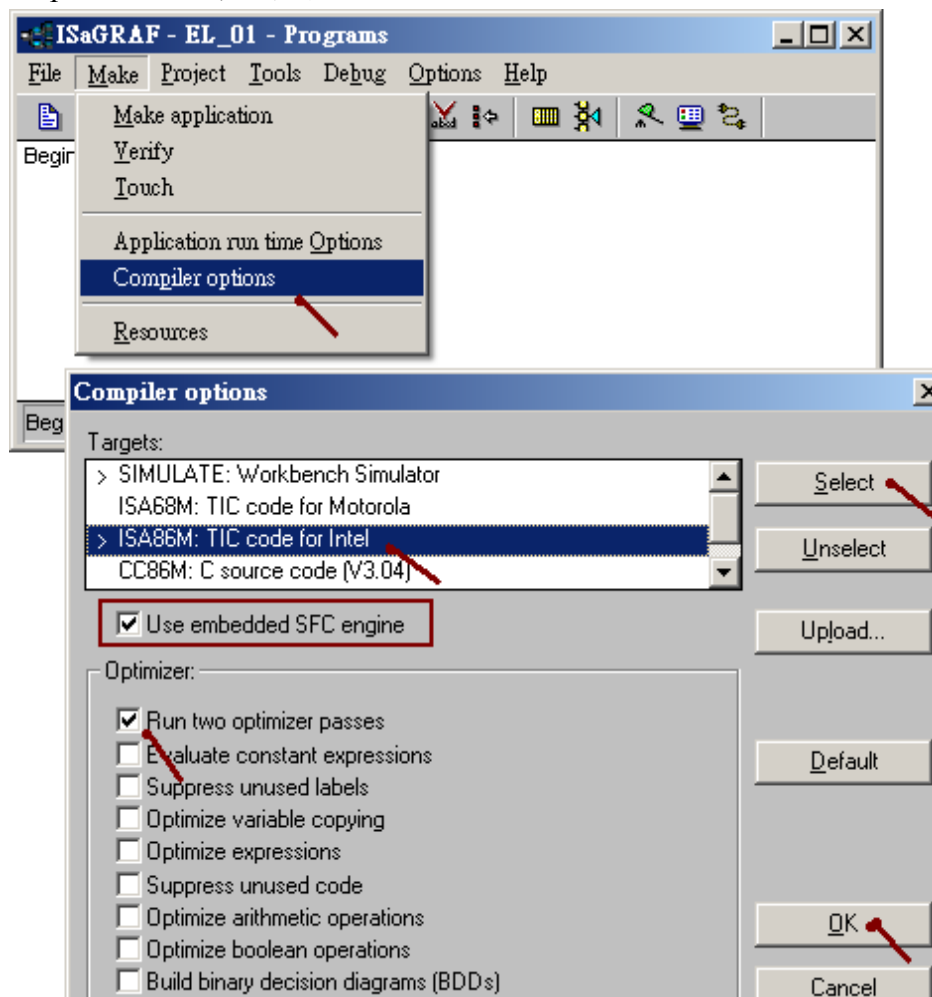 ISaGRAF - EL_01 - Programs
File Make Project Tools Debug Options Help
Make application
Verify
Touch
Application run time Options
Compiler options
Resources
Compiler options
Targets:
> SIMULATE: Workbench Simulator
ISA68M: TIC code for Motorola
> ISA86M: TIC code for Intel
CC86M: C source code (V3.04)
Select
Unselect
Use embedded SFC engine
Upload...
Optimizer:
Run two optimizer passes
Evaluate constant expressions
Default
Suppress unused labels
Optimize variable copying
Optimize expressions
Suppress unused code
Optimize arithmetic operations
OK
Optimize boolean operations
Build binary decision diagrams (BDDs)
Cancel